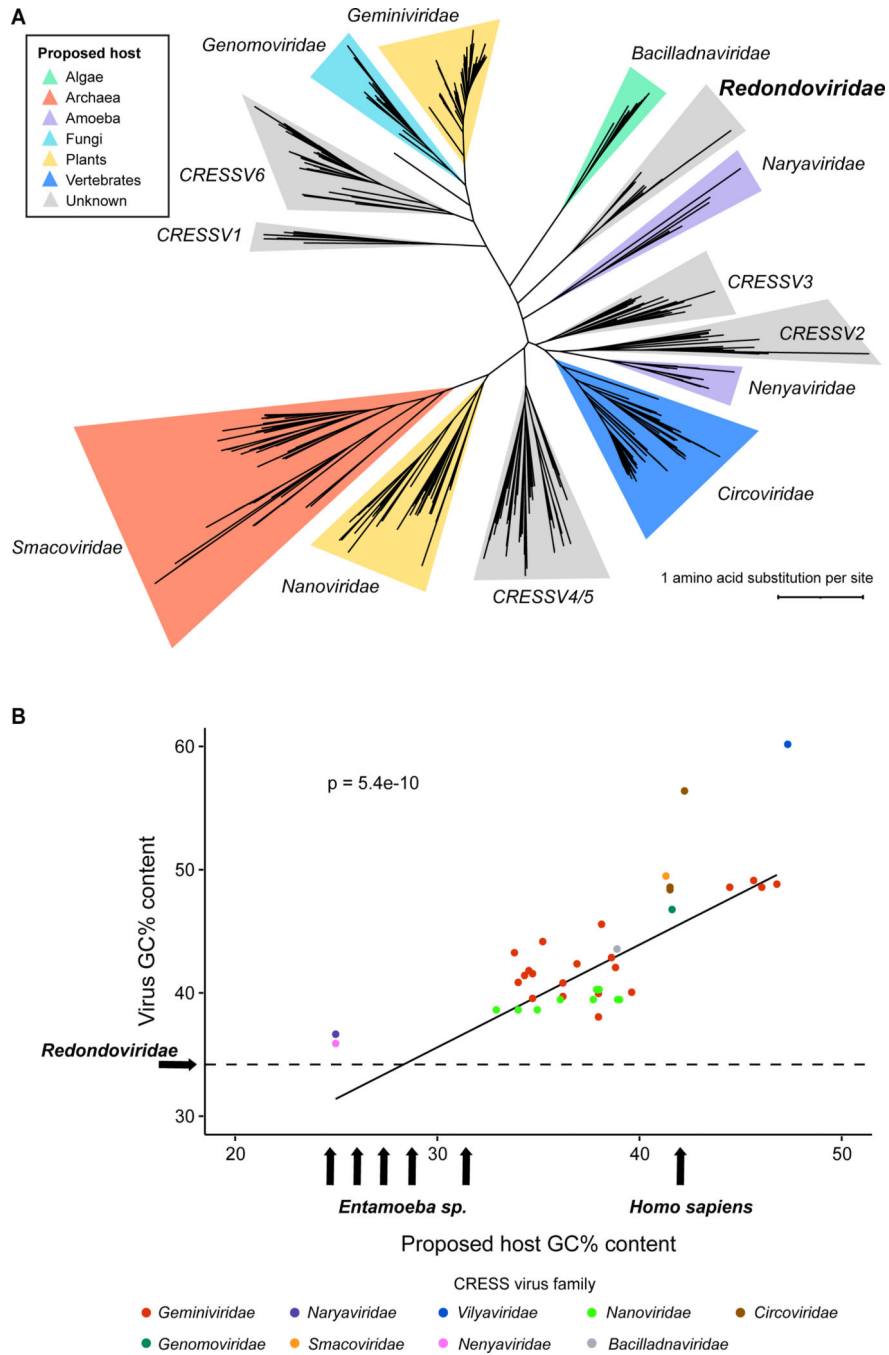 A
Proposed host
Algae
Archaea
Amoeba
Fungi
Plants
Vertebrates
Unknown
Geminiviridae
Genomoviridae
Bacilladnaviridae
Redondoviridae
Naryaviridae
CRESSV6
CRESSV1
CRESSV3
CRESSV2
Nenyaviridae
Circoviridae
Smacoviridae
Nanoviridae
CRESSV4/5
1 amino acid substitution per site
B
60
50
40
30
Virus GC% content
p = 5.4e-10
Redondoviridae
20
30
40
50
Entamoeba sp.
Homo sapiens
Proposed host GC% content
CRESS virus family
Geminiviridae
Naryaviridae
Vilyaviridae
Nanoviridae
Circoviridae
Genomoviridae
Smacoviridae
Nenyaviridae
Bacilladnaviridae